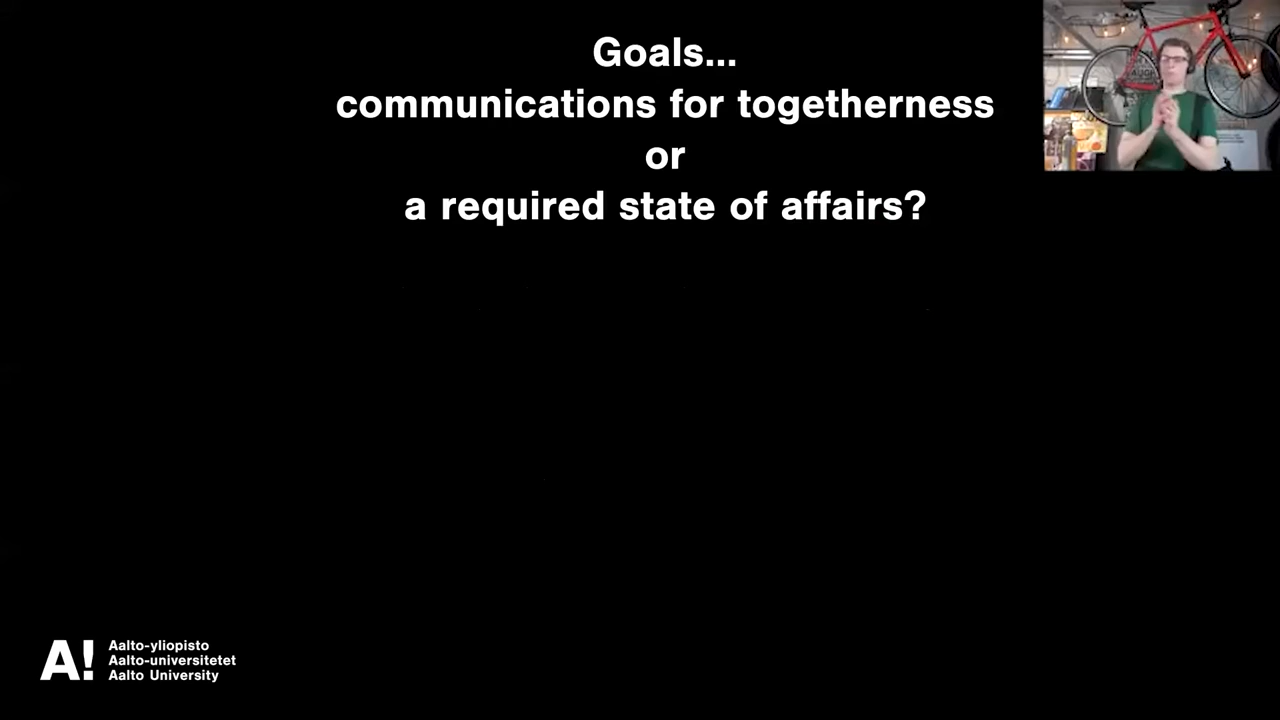 Goals...
communications for togetherness
or
a required state of affairs?
A! Aalto-yliopisto
Aalto-universitetet
Aalto University